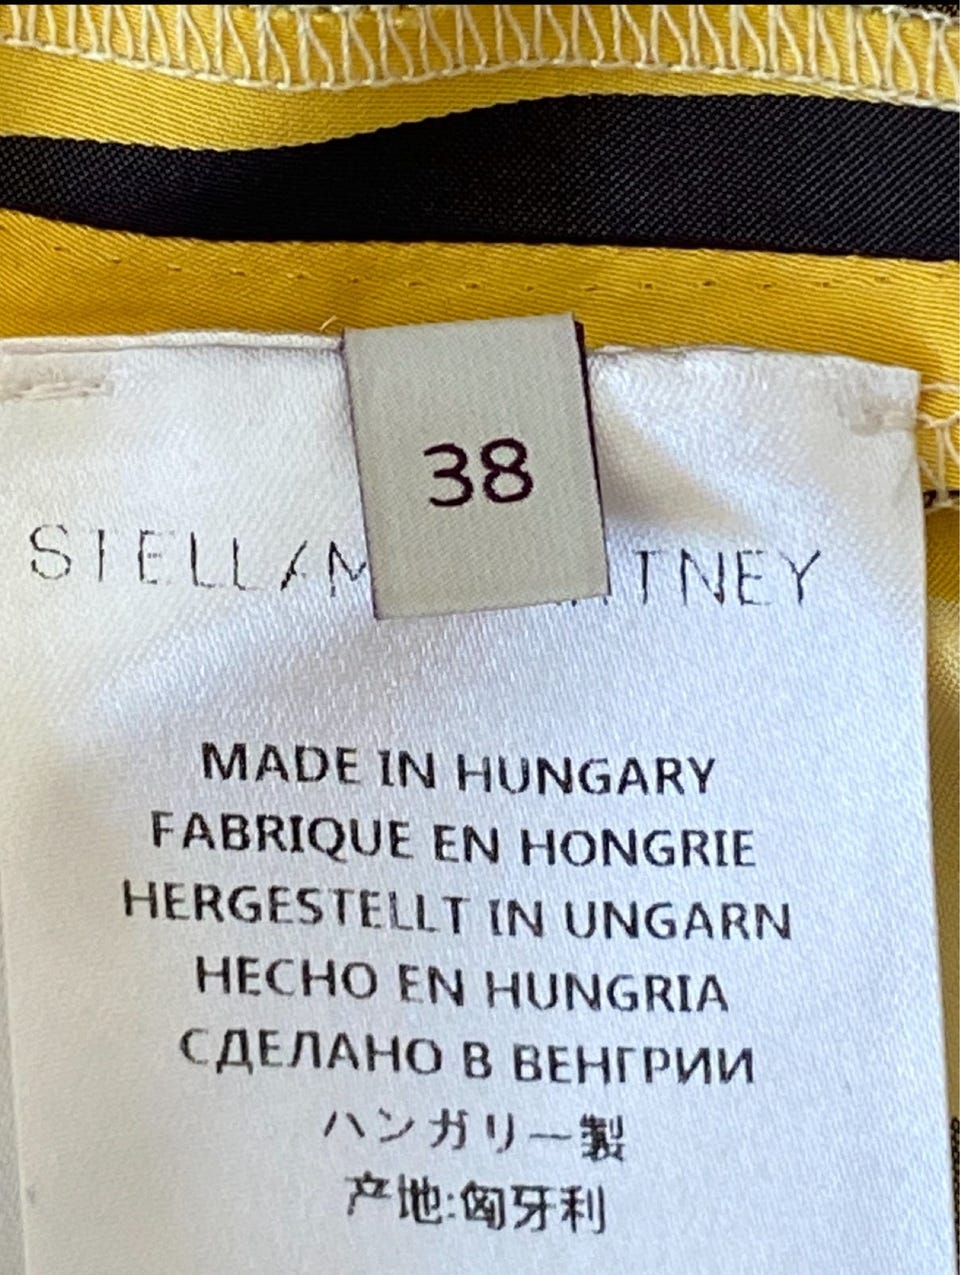 38
STELLA M TNEY
MADE IN HUNGARY
FABRIQUE EN HONGRIE
HERGESTELLT IN UNGARN
HECHO EN HUNGRIA
СДЕЛАНО В ВЕНГРИИ
ハンガリー製
产地:匈牙利